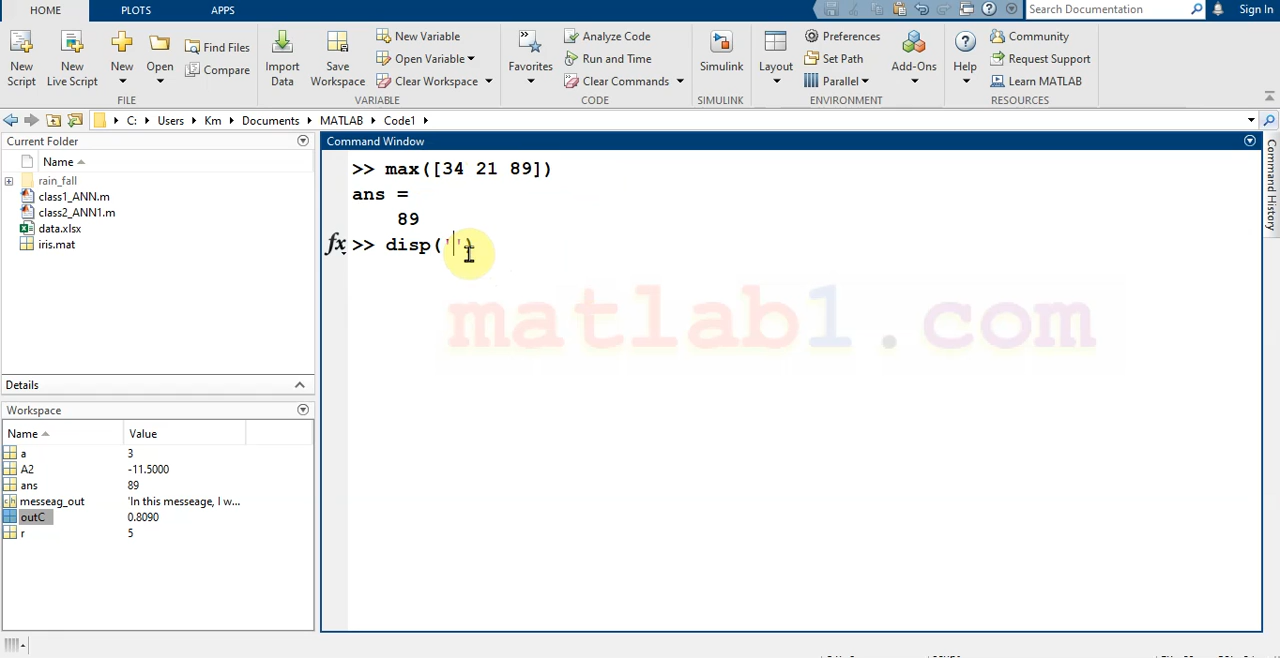 HOME PLOTS APPS Search Documentation Sign In
New Script
New Live Script
New
Open
Find Files
Compare
FILE
Import Data
Save Workspace
New Variable
Open Variable
Clear Workspace
VARIABLE
Favorites
Analyze Code
Run and Time
Clear Commands
CODE
Simulink
SIMULINK
Layout
Preferences
Set Path
Parallel
ENVIRONMENT
Add-Ons
Help
Community
Request Support
Learn MATLAB
RESOURCES
C: Users Km Documents MATLAB Code1
Current Folder
Name
rain_fall
class1_ANN.m
class2_ANN1.m
data.xlsx
iris.mat
Details
Workspace
Name Value
a 3
A2 -11.5000
ans 89
messeag_out 'In this messeage, I w...
outC 0.8090
r 5
Command Window
>> max([34 21 89])
ans =
89
fx >> disp('')
matlab1.com
Command History